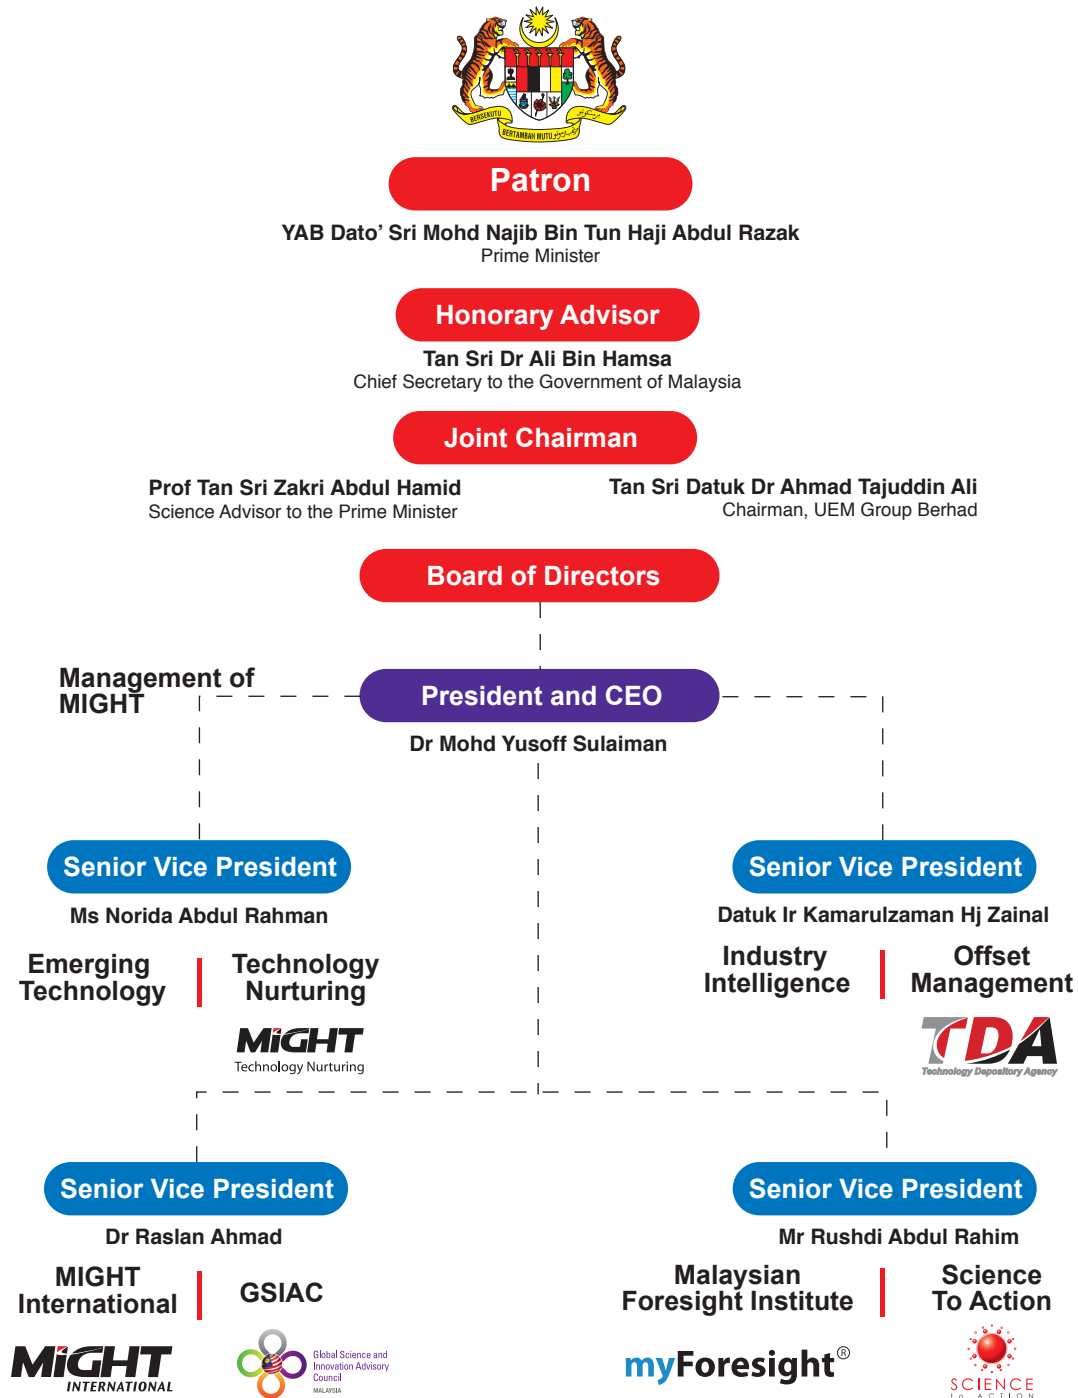 BERSEKUTU
BERTAMBAH MUTU
Patron
YAB Dato’ Sri Mohd Najib Bin Tun Haji Abdul Razak
Prime Minister
Honorary Advisor
Tan Sri Dr Ali Bin Hamsa
Chief Secretary to the Government of Malaysia
Joint Chairman
Prof Tan Sri Zakri Abdul Hamid
Science Advisor to the Prime Minister
Tan Sri Datuk Dr Ahmad Tajuddin Ali
Chairman, UEM Group Berhad
Board of Directors
Management of
MIGHT
President and CEO
Dr Mohd Yusoff Sulaiman
Senior Vice President
Ms Norida Abdul Rahman
Emerging
Technology
Technology
Nurturing
MiGHT
Technology Nurturing
Senior Vice President
Datuk Ir Kamarulzaman Hj Zainal
Industry
Intelligence
Offset
Management
TDA
Technology Depository Agency
Senior Vice President
Dr Raslan Ahmad
MIGHT
International
GSIAC
MiGHT
INTERNATIONAL
Global Science and
Innovation Advisory
Council
MALAYSIA
Senior Vice President
Mr Rushdi Abdul Rahim
Malaysian
Foresight Institute
Science
To Action
myForesight®
SCIENCE
to ACTION